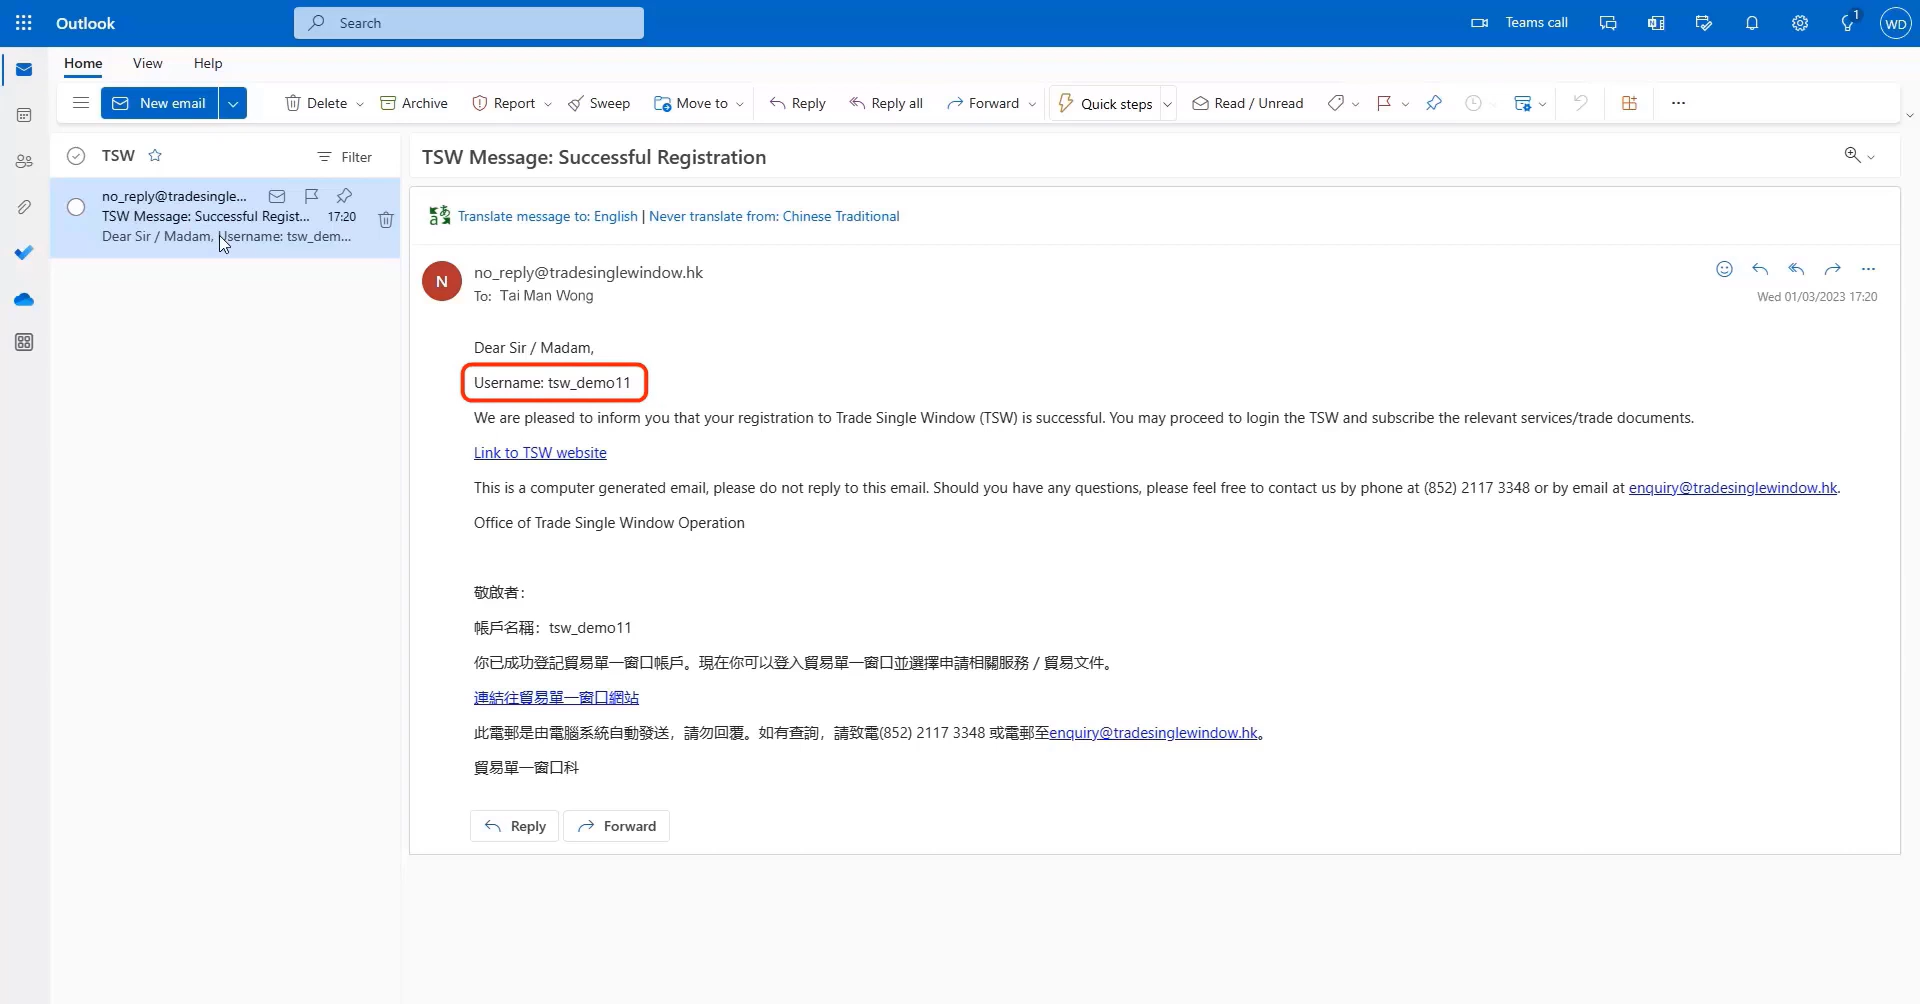 Outlook
Search
Teams call
1
WD
Home View Help
New email Delete Archive Report Sweep Move to Reply Reply all Forward Quick steps Read / Unread
TSW Filter
no_reply@tradesingle...
TSW Message: Successful Regist... 17:20
Dear Sir / Madam, Username: tsw_dem...
TSW Message: Successful Registration
Translate message to: English | Never translate from: Chinese Traditional
N
no_reply@tradesinglewindow.hk
To: Tai Man Wong
Wed 01/03/2023 17:20
Dear Sir / Madam,
Username: tsw_demo11
We are pleased to inform you that your registration to Trade Single Window (TSW) is successful. You may proceed to login the TSW and subscribe the relevant services/trade documents.
Link to TSW website
This is a computer generated email, please do not reply to this email. Should you have any questions, please feel free to contact us by phone at (852) 2117 3348 or by email at enquiry@tradesinglewindow.hk.
Office of Trade Single Window Operation
敬啟者：
帳戶名稱：tsw_demo11
你已成功登記貿易單一窗口帳戶。現在你可以登入貿易單一窗口並選擇申請相關服務 / 貿易文件。
連結往貿易單一窗口網站
此電郵是由電腦系統自動發送，請勿回覆。如有查詢，請致電(852) 2117 3348 或電郵至enquiry@tradesinglewindow.hk。
貿易單一窗口科
Reply Forward